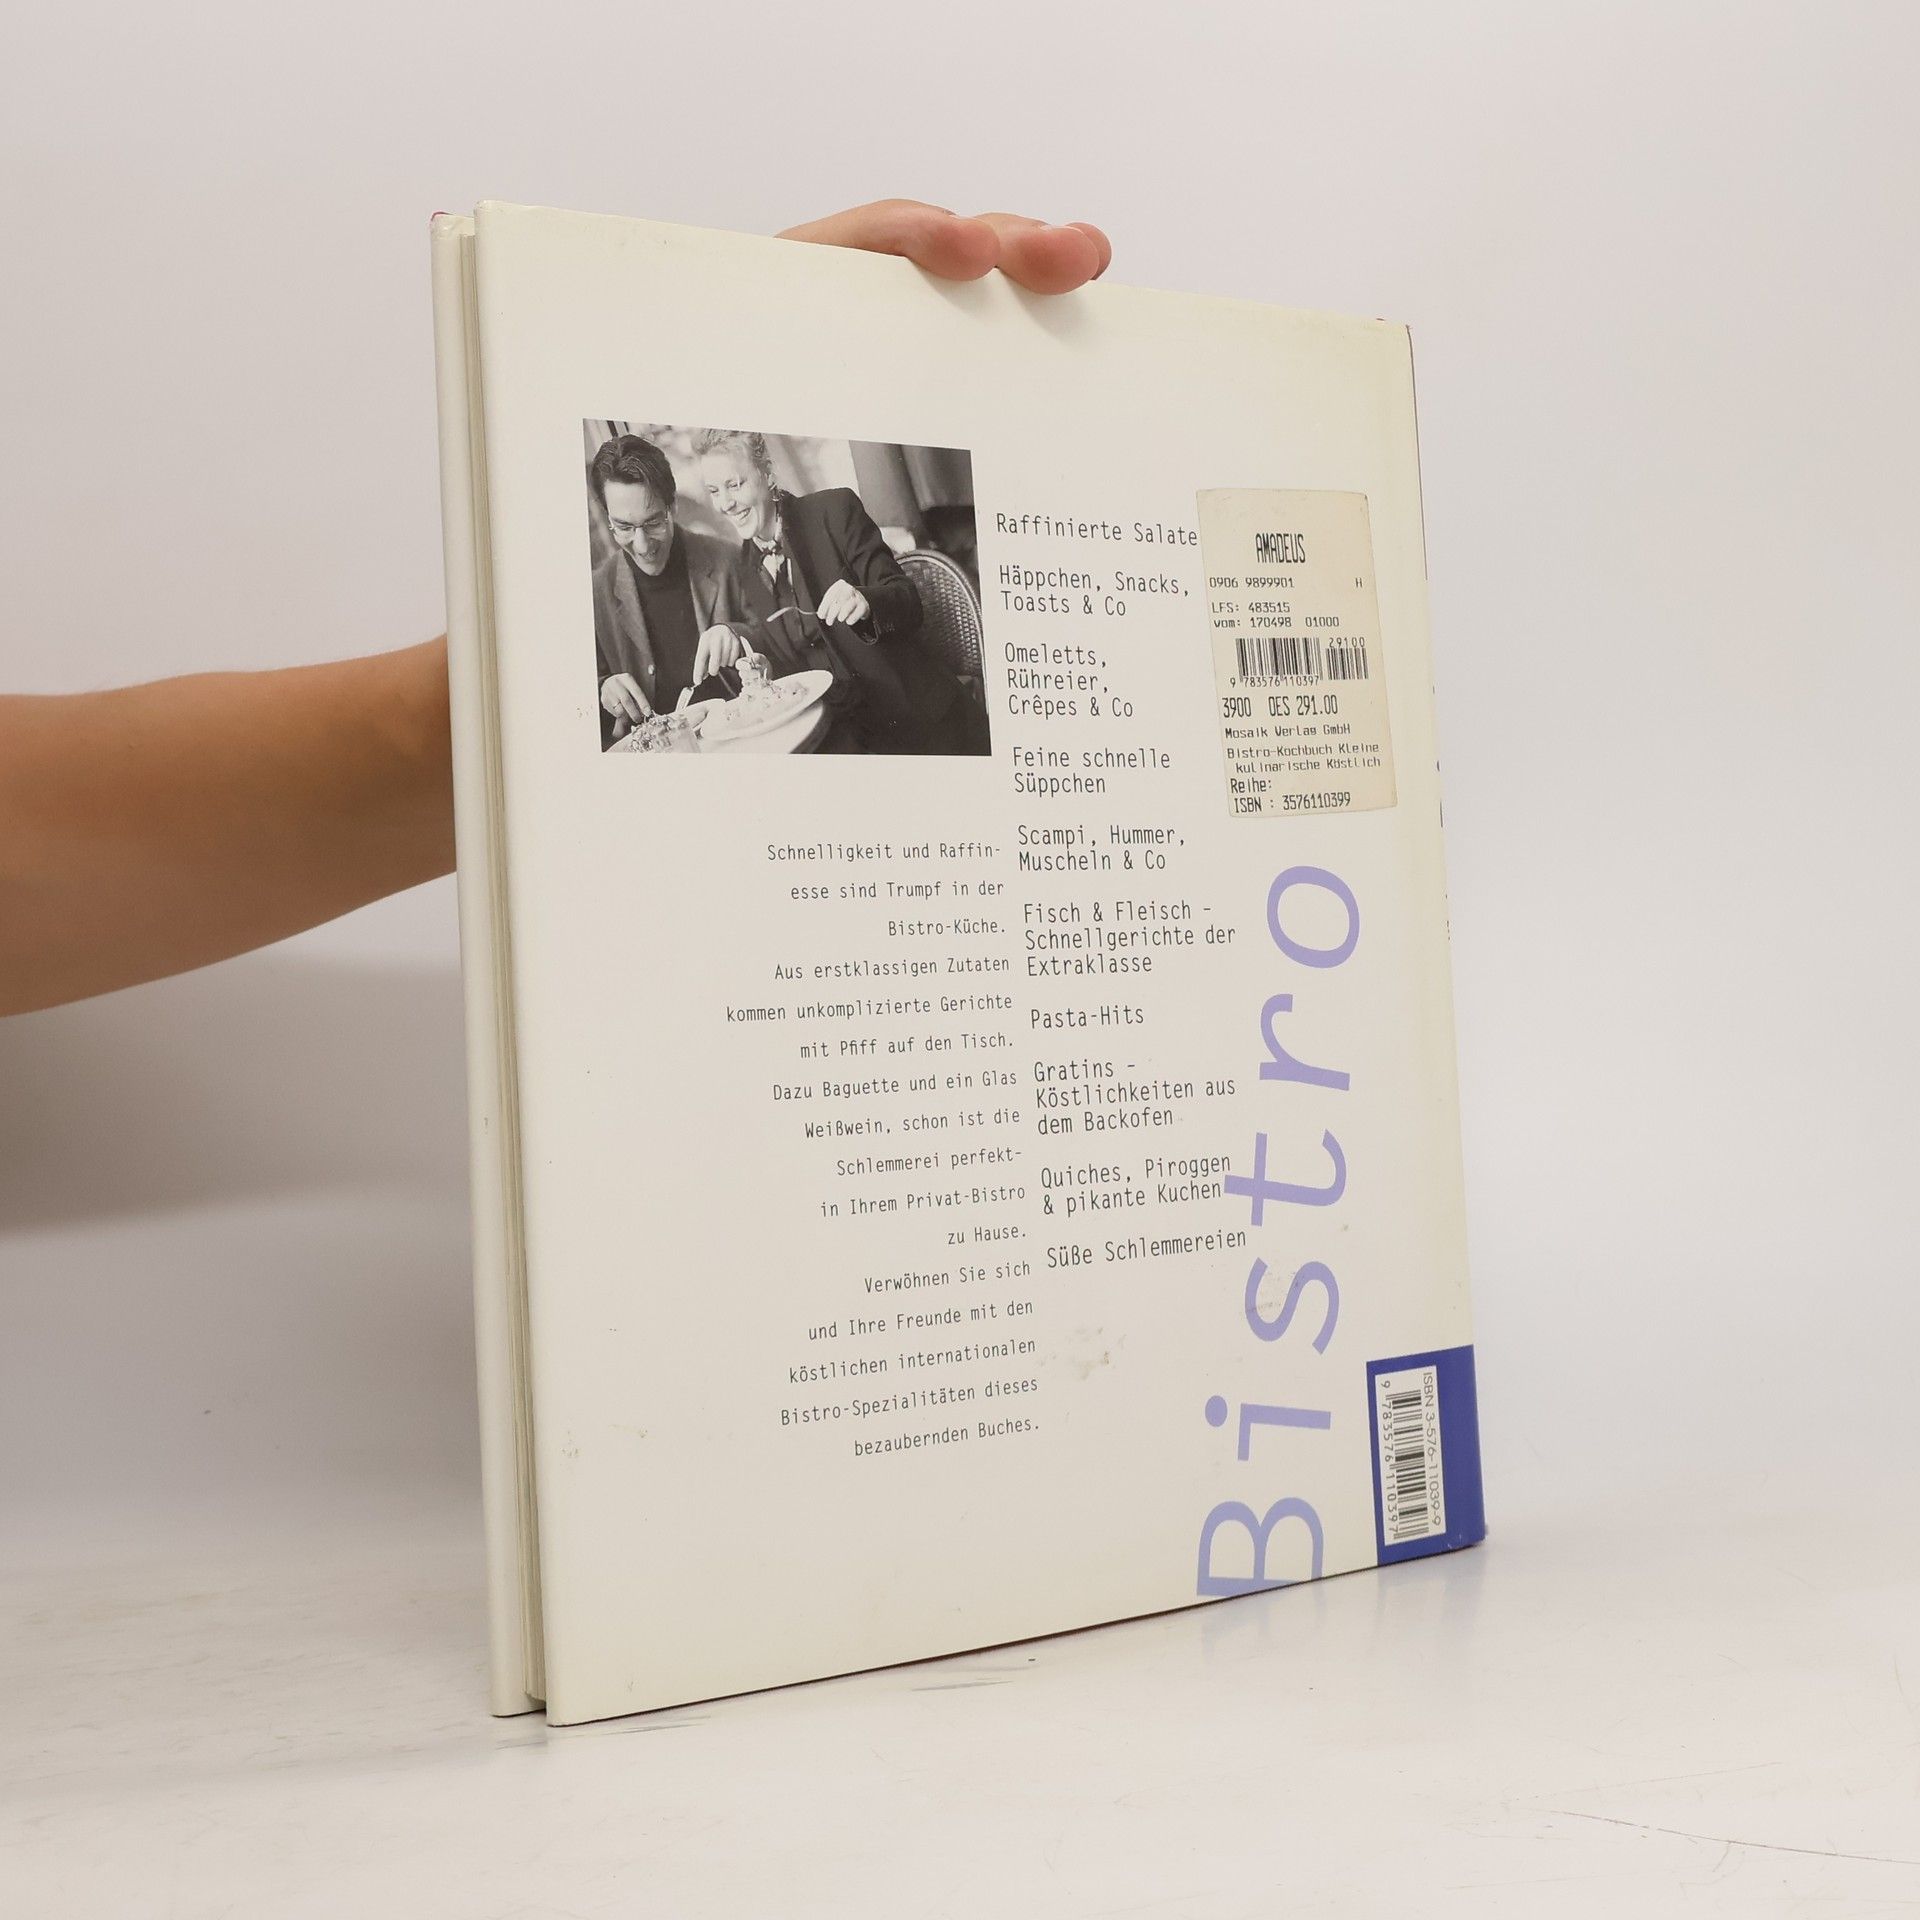 Raffinierte Salate
Häppchen, Snacks,
Toasts & Co
Omeletts,
Rühreier,
Crêpes & Co
Feine schnelle
Süppchen
Scampi, Hummer,
Muscheln & Co
Fisch & Fleisch -
Schnellgerichte der
Extraklasse
Pasta-Hits
Gratins -
Köstlichkeiten aus
dem Backofen
Quiches, Piroggen
& pikante Kuchen
Süße Schlemmereien
Schnelligkeit und Raffin-
esse sind Trumpf in der
Bistro-Küche.
Aus erstklassigen Zutaten
kommen unkomplizierte Gerichte
mit Pfiff auf den Tisch.
Dazu Baguette und ein Glas
Weißwein, schon ist die
Schlemmerei perfekt-
in Ihrem Privat-Bistro
zu Hause.
Verwöhnen Sie sich
und Ihre Freunde mit den
köstlichen internationalen
Bistro-Spezialitäten dieses
bezaubernden Buches.
AMADEUS
0906 9899901 H
LFS: 483515
vom: 170498 01000
29100
9 783576 110397
3900 OES 291.00
Mosaik Verlag GmbH
Bistro-Kochbuch Kleine
kulinarische Köstlich
Reihe:
ISBN : 3576110399
Bistro
ISBN 3-576-11039-9
9 783576 110397